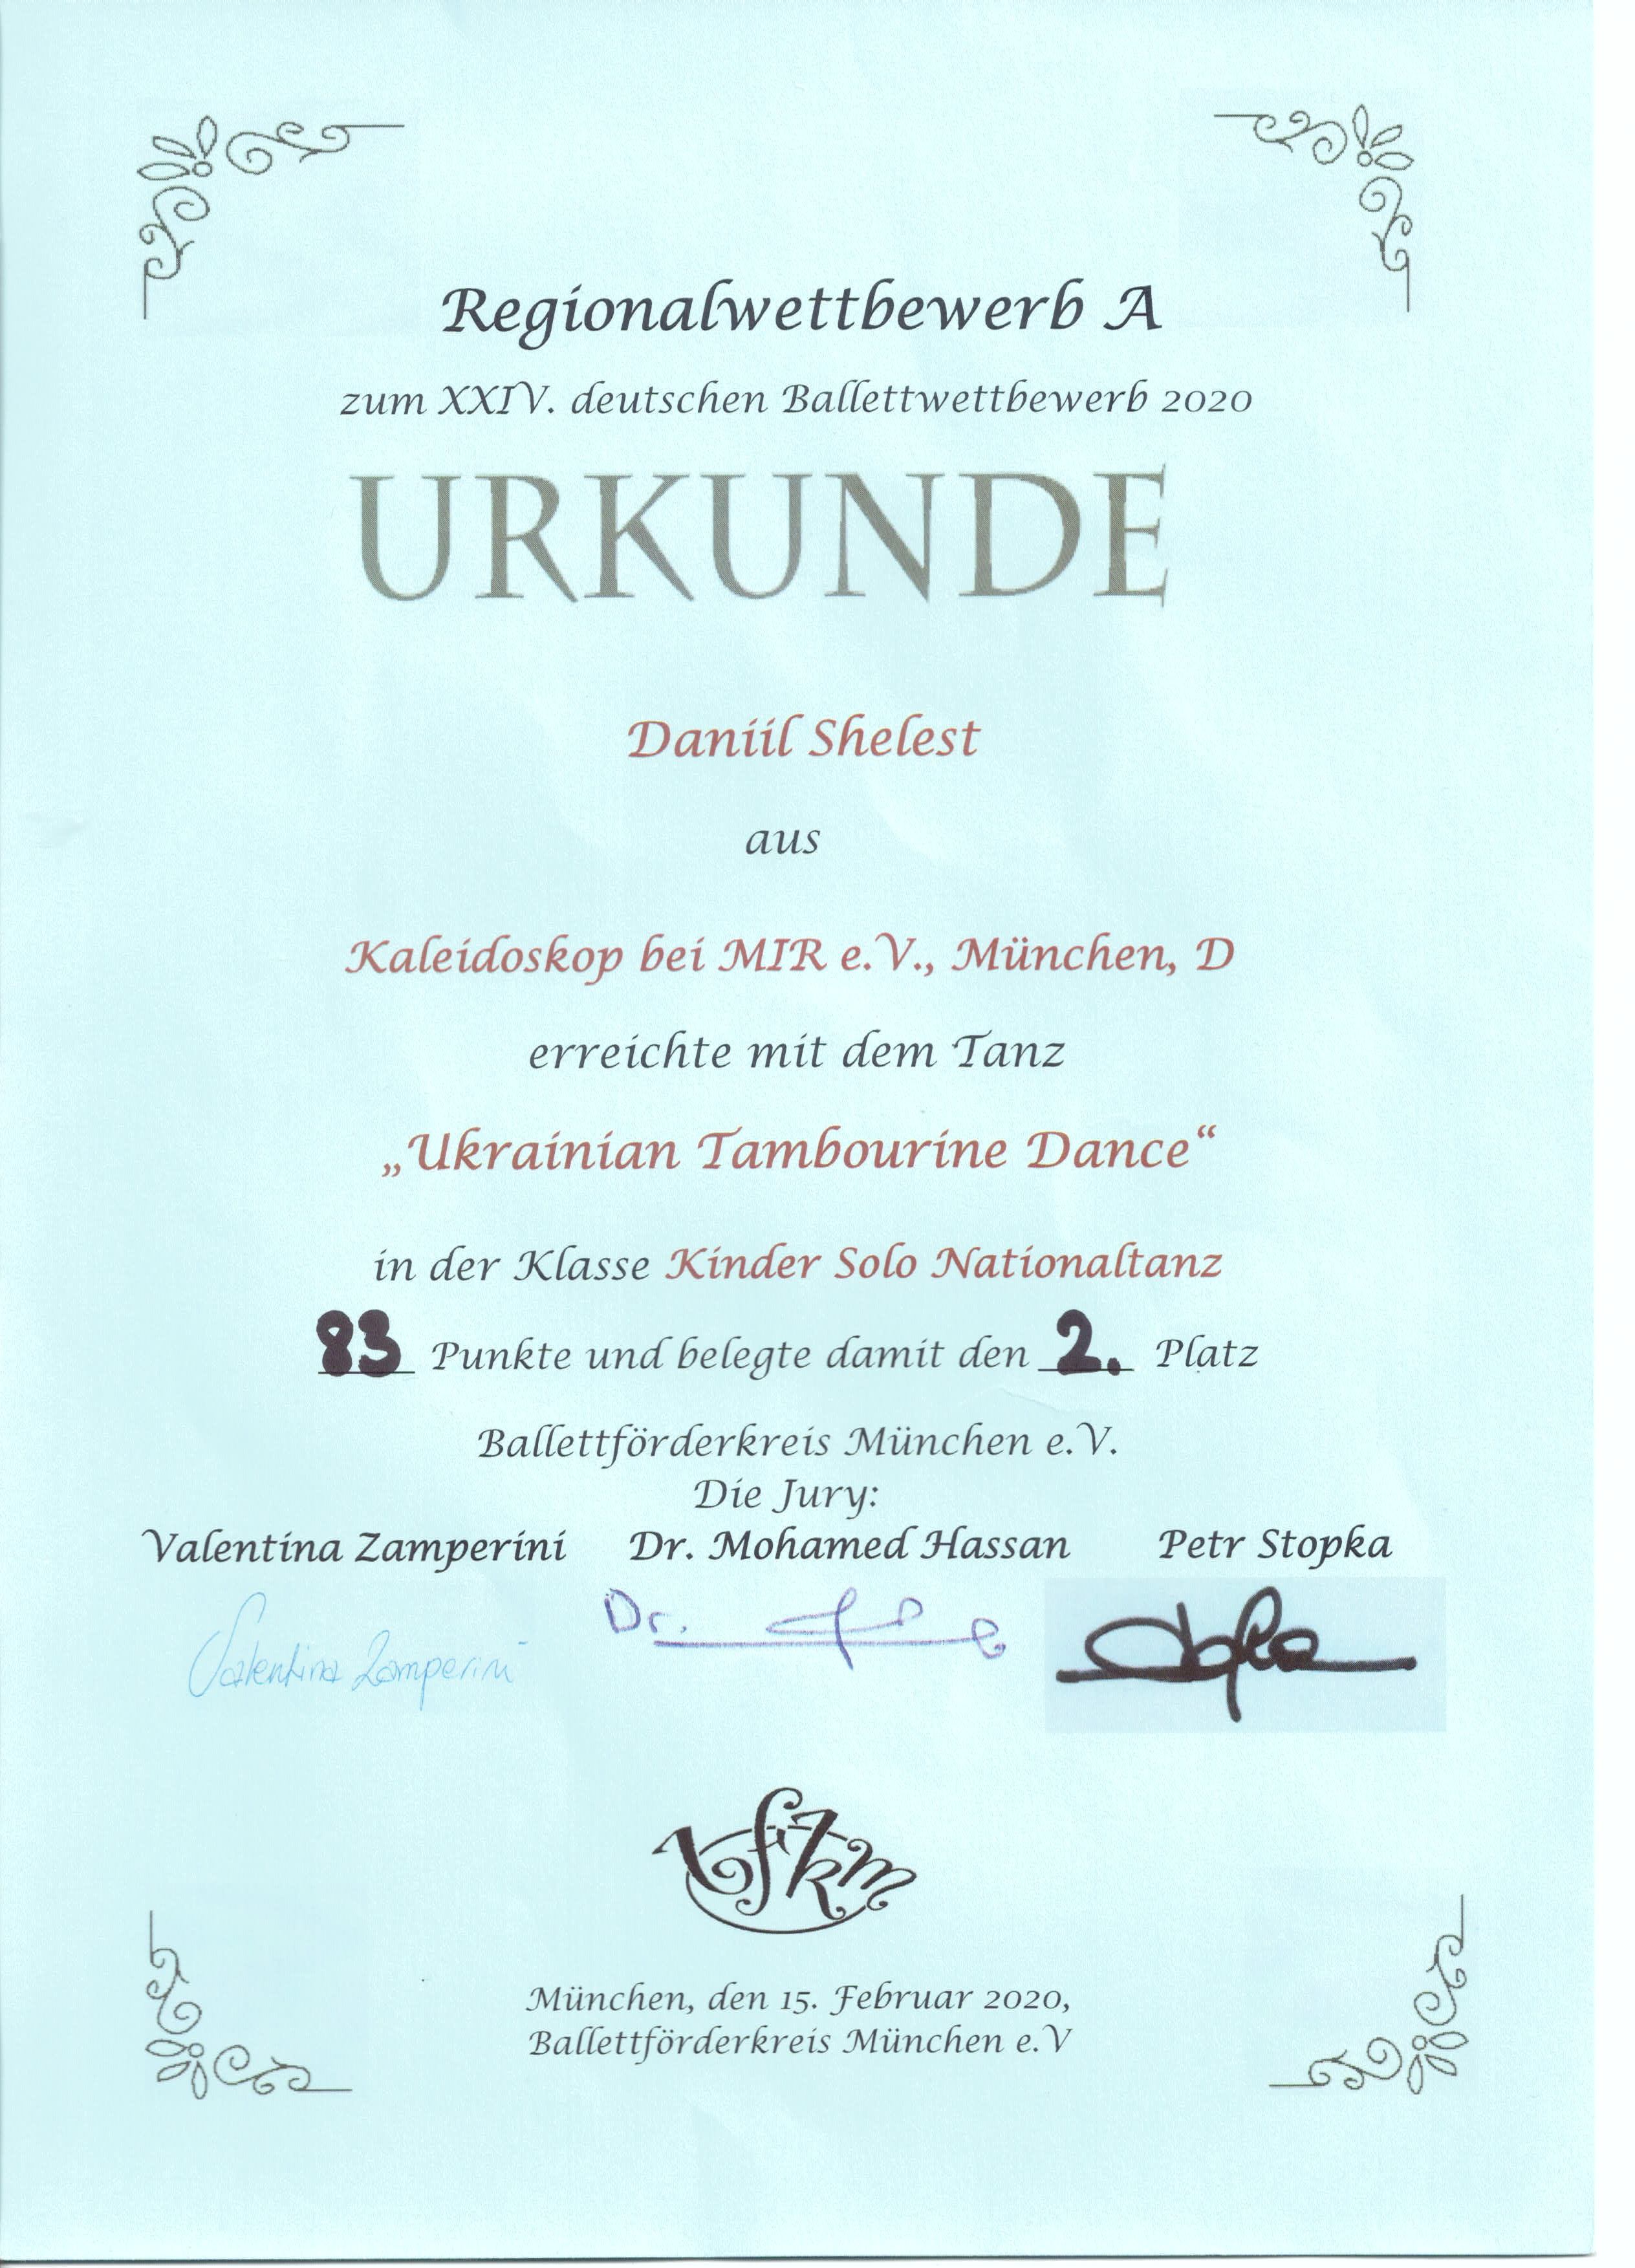 Regionalwettbewerb A
zum XXIV. deutschen Ballettwettbewerb 2020
URKUNDE
Daniil Shelest
aus
Kaleidoskop bei MIR e.V., München, D
erreichte mit dem Tanz
„Ukrainian Tambourine Dance“
in der Klasse Kinder Solo Nationaltanz
83 Punkte und belegte damit den 2. Platz
Ballettförderkreis München e.V.
Die Jury:
Valentina Zamperini Dr. Mohamed Hassan Petr Stopka
Valentina Zamperini Dr.
bfkm
München, den 15. Februar 2020,
Ballettförderkreis München e.V